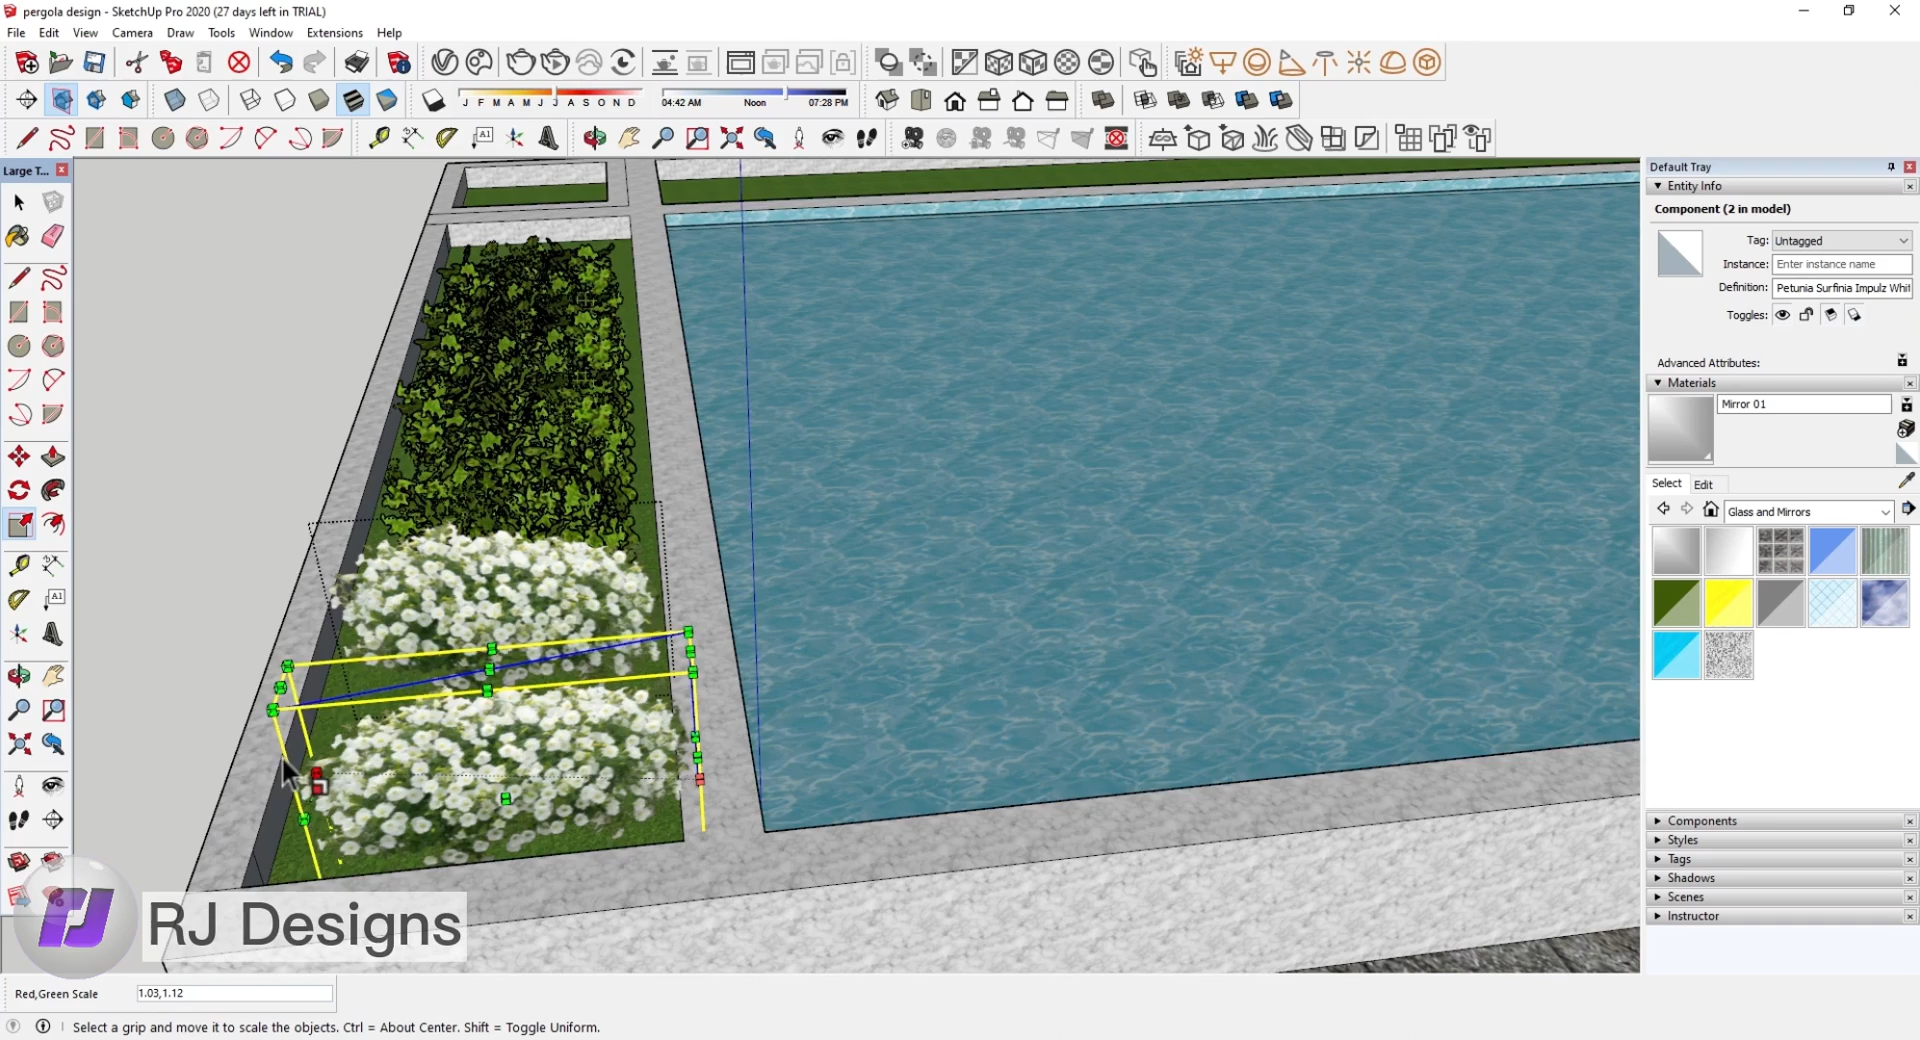 pergola design - SketchUp Pro 2020 (27 days left in TRIAL)
File Edit View Camera Draw Tools Window Extensions Help
J F M A M J J A S O N D
04:42 AM Noon 07:28 PM
A1
Large T...
Default Tray
Entity Info
Component (2 in model)
Tag: Untagged
Instance: Enter instance name
Definition: Petunia Surfinia Impulz Whit
Toggles:
Advanced Attributes:
Materials
Mirror 01
Select Edit
Glass and Mirrors
A1
Components
Styles
Tags
Shadows
Scenes
Instructor
RJ RJ Designs
Red,Green Scale 1.03,1.12
Select a grip and move it to scale the objects. Ctrl = About Center. Shift = Toggle Uniform.